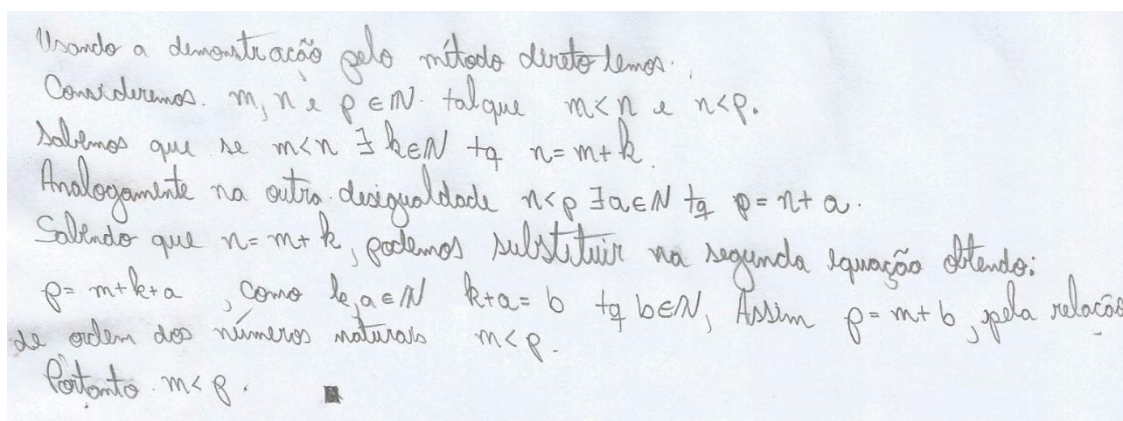 Usando a demonstração pelo método direto temos:
Consideremos. m, n e p ∈ ℕ tal que m<n e n<p.
Sabemos que se m<n ∃ k∈ℕ tq n=m+k.
Analogamente na outra desigualdade n<p ∃a∈ℕ tq p=n+a.
Sabendo que n=m+k, podemos substituir na segunda equação obtendo:
p= m+k+a , como k,a∈ℕ k+a=b tq b∈ℕ, Assim p=m+b, pela relação
de ordem dos números naturais m<p.
Portanto m<p. ∎